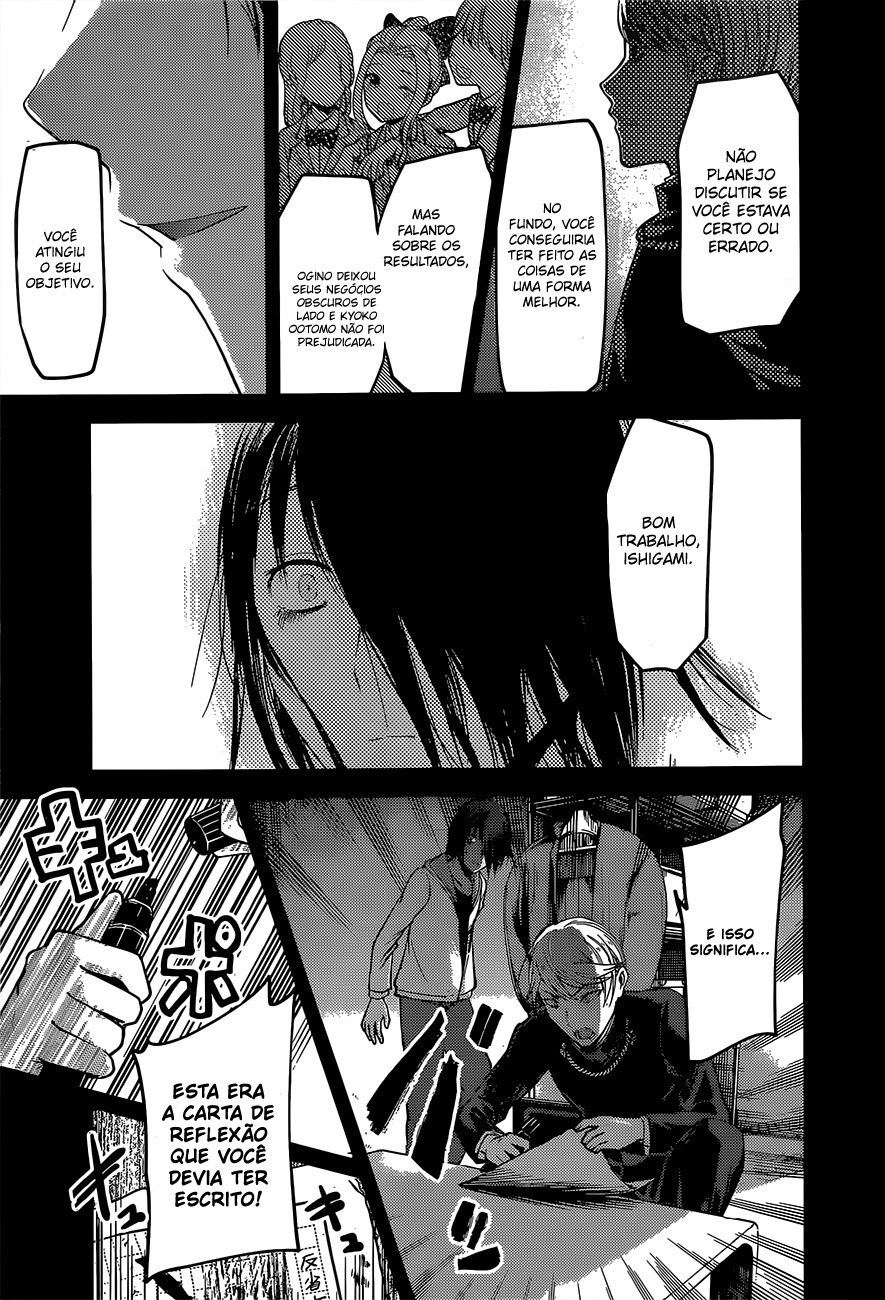 NÃO
PLANEJO
DISCUTIR SE
VOCÊ ESTAVA
CERTO OU
ERRADO.
NO
FUNDO, VOCÊ
CONSEGUIRIA
TER FEITO AS
COISAS DE
UMA FORMA
MELHOR.
MAS
FALANDO
SOBRE OS
RESULTADOS,
OGINO DEIXOU
SEUS NEGÓCIOS
OBSCUROS DE
LADO E KYOKO
OOTOMO NÃO FOI
PREJUDICADA.
VOCÊ
ATINGIU
O SEU
OBJETIVO.
BOM
TRABALHO,
ISHIGAMI.
E ISSO
SIGNIFICA...
キュ
ポ
ESTA ERA
A CARTA DE
REFLEXÃO
QUE VOCÊ
DEVIA TER
ESCRITO!
キュ
キュ
反省